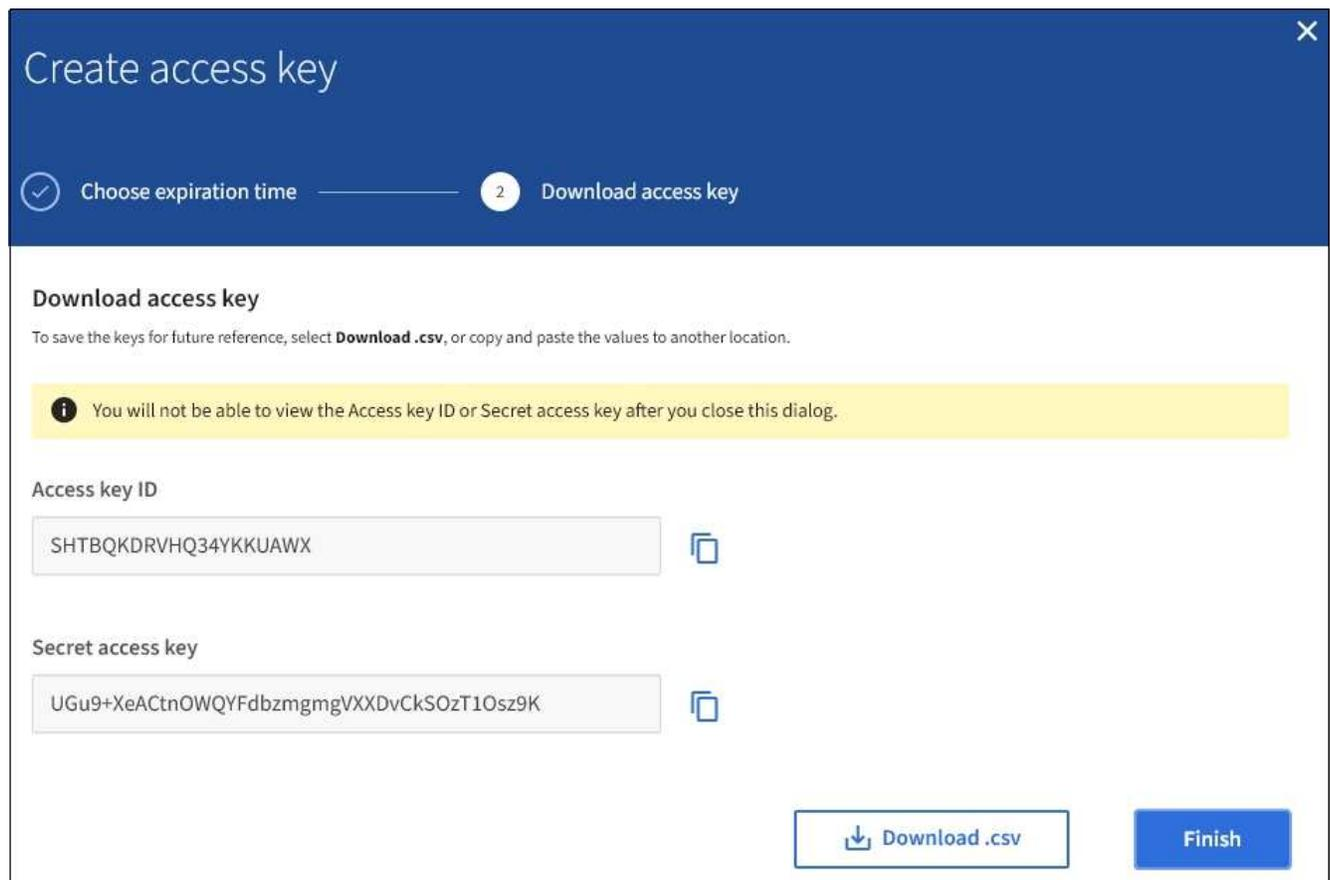 Create access key
Choose expiration time
2
Download access key
Download access key
To save the keys for future reference, select Download .csv, or copy and paste the values to another location.
You will not be able to view the Access key ID or Secret access key after you close this dialog.
Access key ID
SHTBQKDRVHQ34YKKUAWX
Secret access key
UGu9+XeACtnOWQYFdbzmgmgVXXDvCkSOzT1Osz9K
Download .csv
Finish